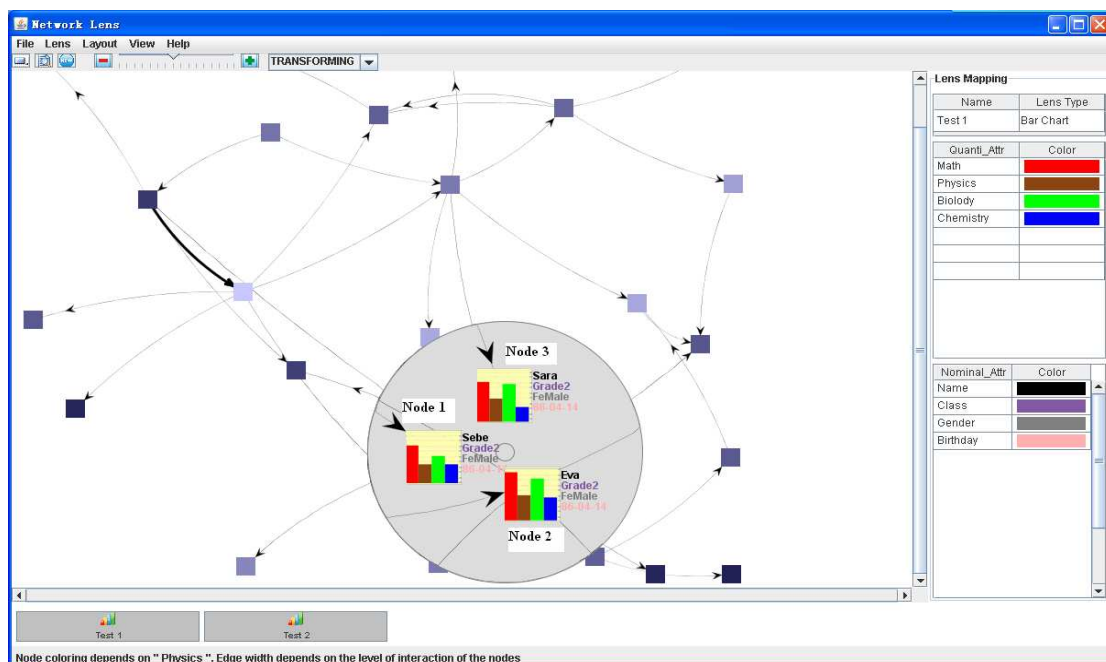 Network Lens
File Lens Layout View Help
TRANSFORMING
Lens Mapping
Name Lens Type
Test 1 Bar Chart
Quanti_Attr Color
Math
Physics
Biolody
Chemistry
Nominal_Attr Color
Name
Class
Gender
Birthday
Node 3
Sara
Grade2
FeMale
86-04-14
Node 1
Sebe
Grade2
FeMale
Eva
Grade2
FeMale
86-04-14
Node 2
Test 1 Test 2
Node coloring depends on " Physics ". Edge width depends on the level of interaction of the nodes